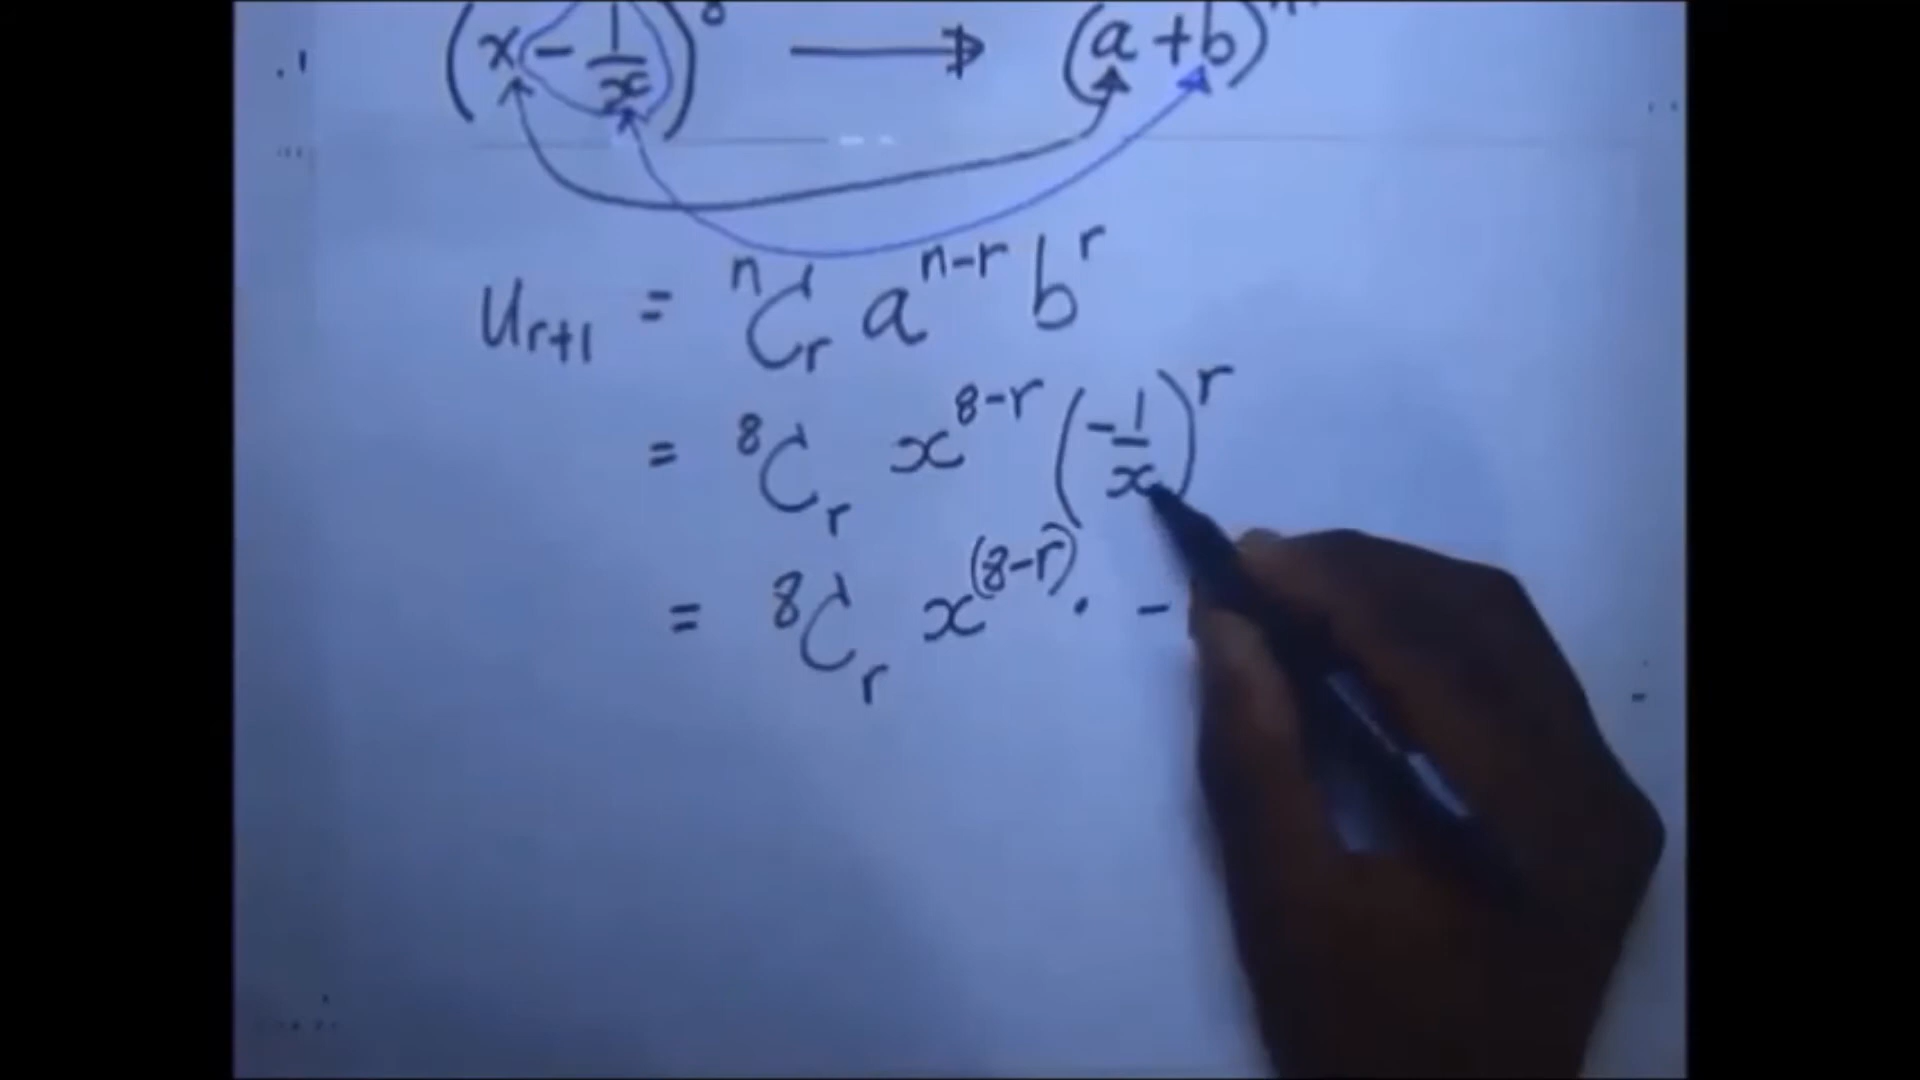 (x - 1/x)^8 → (a + b)
U_{r+1} = ^nC_r a^{n-r} b^r
= ^8C_r x^{8-r} (-1/x)^r
= ^8C_r x^{(8-r)} · -